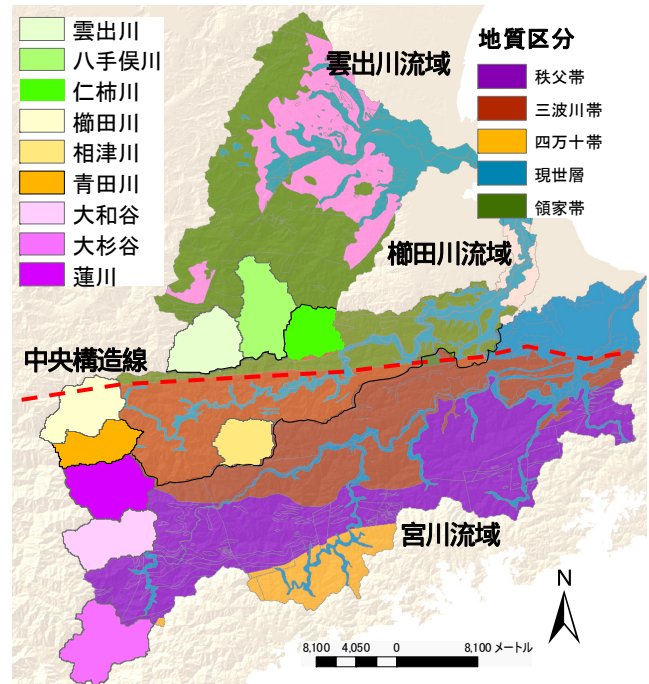 雲出川
八手俣川
仁柿川
櫛田川
相津川
青田川
大和谷
大杉谷
蓮川
地質区分
秩父帯
三波川帯
四万十帯
現世層
領家帯
雲出川流域
櫛田川流域
中央構造線
宮川流域
N
8,100 4,050 0 8,100 メートル